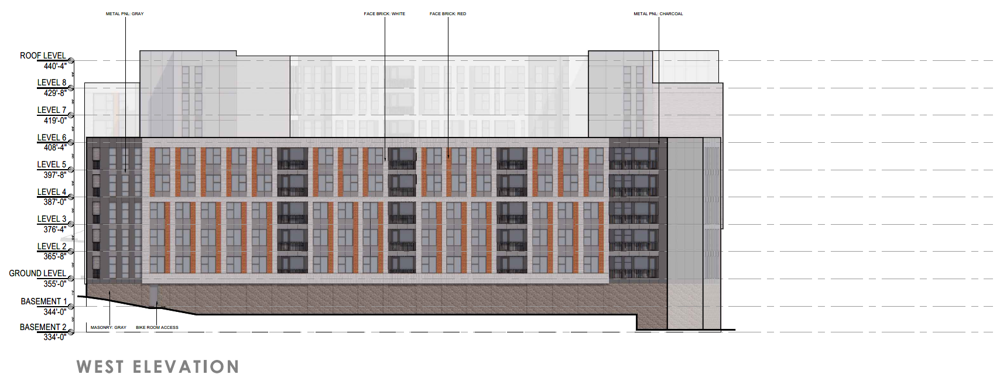 METAL PNL: GRAY
FACE BRICK: WHITE
FACE BRICK: RED
METAL PNL: CHARCOAL
ROOF LEVEL
440'-4"
LEVEL 8
429'-8"
LEVEL 7
419'-0"
LEVEL 6
408'-4"
LEVEL 5
397'-8"
LEVEL 4
387'-0"
LEVEL 3
376'-4"
LEVEL 2
365'-8"
GROUND LEVEL
355'-0"
BASEMENT 1
344'-0"
BASEMENT 2
334'-0"
MASONRY: GRAY
BIKE ROOM ACCESS
WEST ELEVATION